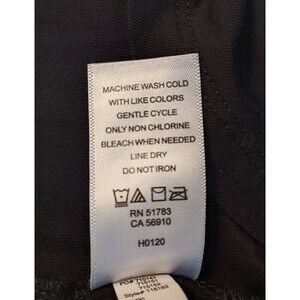 MACHINE WASH COLD
WITH LIKE COLORS
GENTLE CYCLE
ONLY NON CHLORINE
BLEACH WHEN NEEDED
LINE DRY
DO NOT IRON
RN 51783
CA 56910
H0120